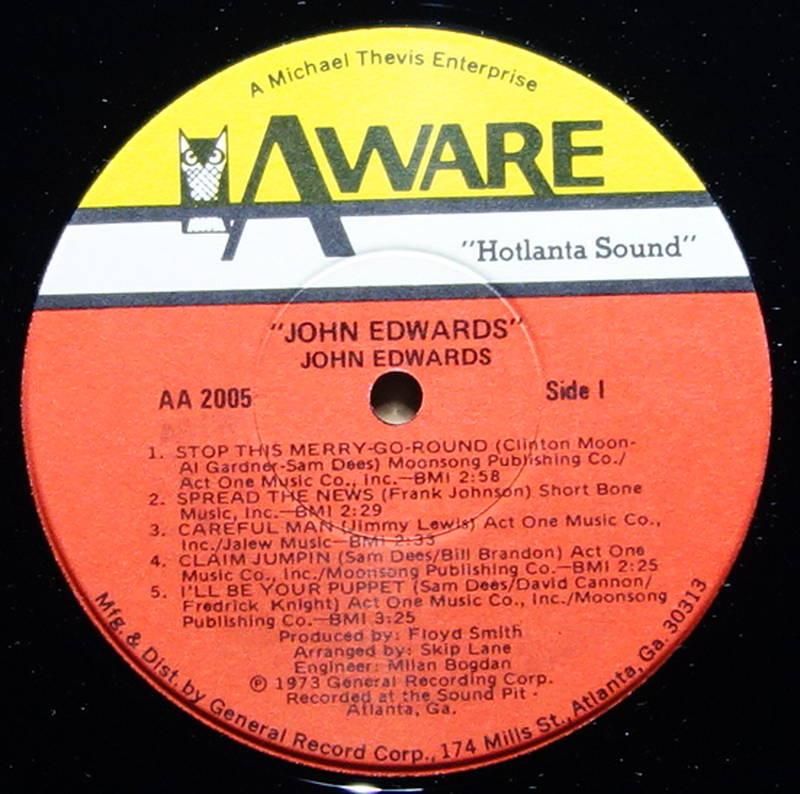 A Michael Thevis Enterprise
AWARE
"Hotlanta Sound"
"JOHN EDWARDS"
JOHN EDWARDS
AA 2005
Side I
1. STOP THIS MERRY-GO-ROUND (Clinton Moon-
Al Gardner-Sam Dees) Moonsong Publishing Co./
Act One Music Co., Inc.—BMI 2:58
2. SPREAD THE NEWS (Frank Johnson) Short Bone
Music, Inc.—BMI 2:29
3. CAREFUL MAN (Jimmy Lewis) Act One Music Co.,
Inc./Jalew Music—BMI 2:33
4. CLAIM JUMPIN (Sam Dees/Bill Brandon) Act One
Music Co., Inc./Moonsong Publishing Co.—BMI 2:25
5. I'LL BE YOUR PUPPET (Sam Dees/David Cannon/
Fredrick Knight) Act One Music Co., Inc./Moonsong
Publishing Co.—BMI 3:25
Produced by: Floyd Smith
Arranged by: Skip Lane
Engineer: Milan Bogdan
℗ 1973 General Recording Corp.
Recorded at the Sound Pit -
Atlanta, Ga.
Mfg. & Dist. by General Record Corp., 174 Mills St., Atlanta, Ga. 30313